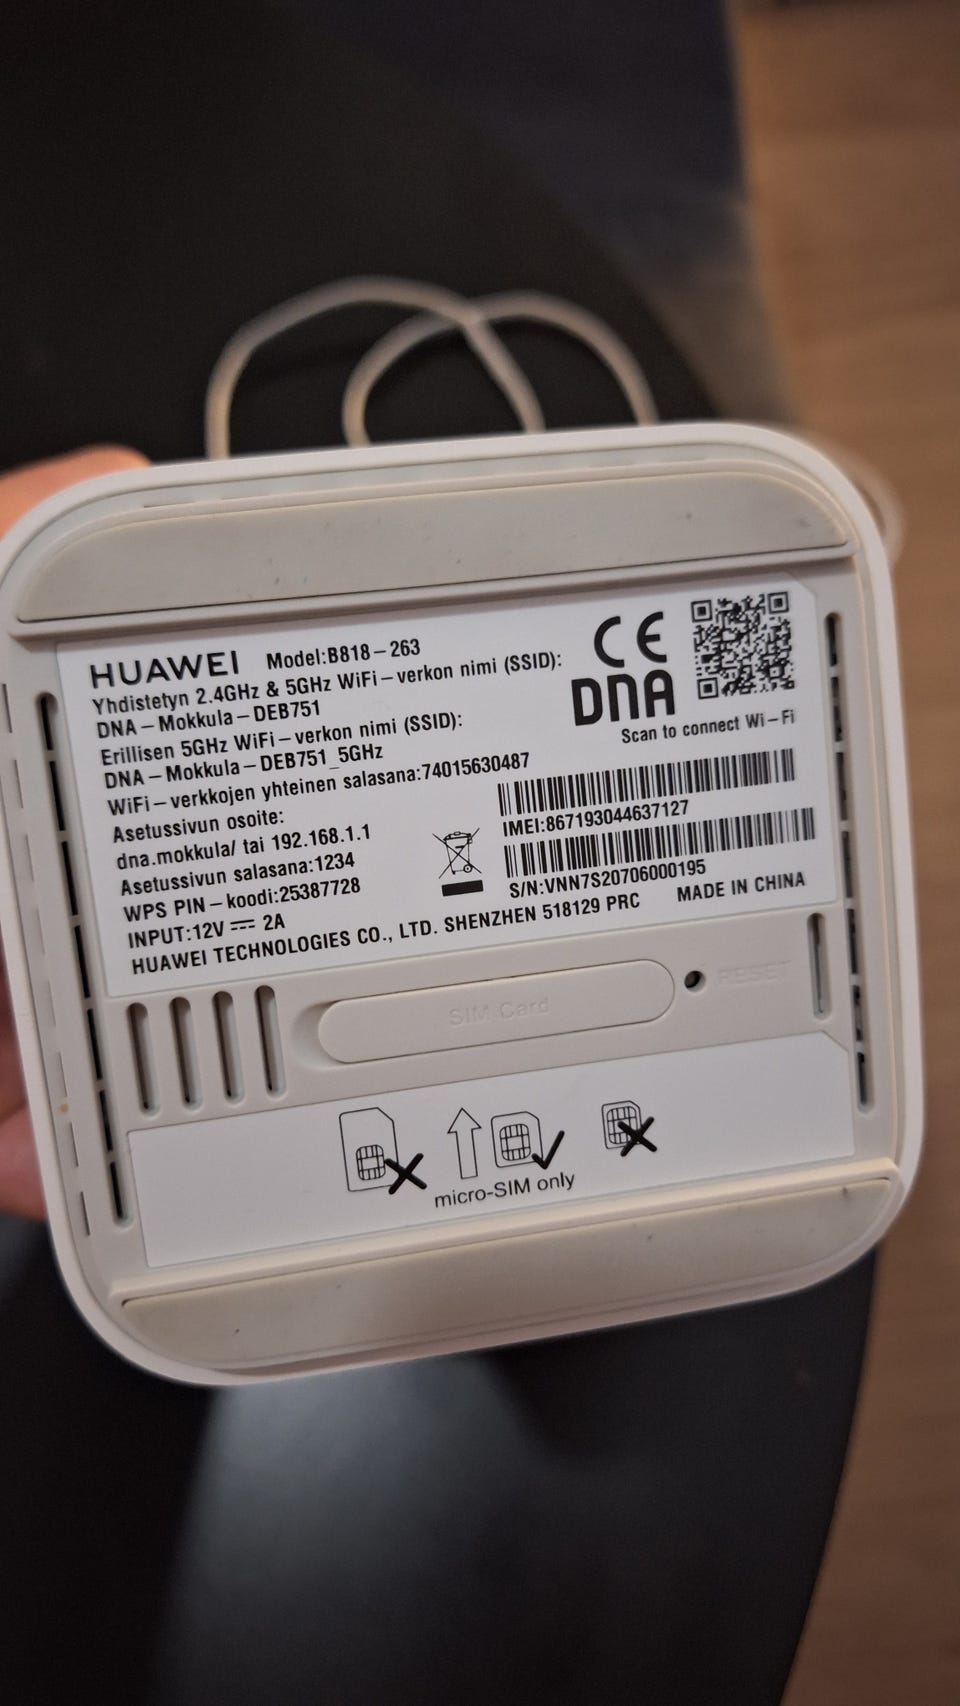 HUAWEI Model:B818-263
Yhdistetyn 2.4GHz & 5GHz WiFi-verkon nimi (SSID):
DNA-Mokkula-DEB751
Erillisen 5GHz WiFi-verkon nimi (SSID):
DNA-Mokkula-DEB751_5GHz
WiFi-verkkojen yhteinen salasana:74015630487
Asetussivun osoite:
dna.mokkula/ tai 192.168.1.1
Asetussivun salasana:1234
WPS PIN-koodi:25387728
INPUT:12V ⎓ 2A
HUAWEI TECHNOLOGIES CO., LTD. SHENZHEN 518129 PRC
CE
DNA
Scan to connect Wi-Fi
IMEI:867193044637127
S/N:VNN7S20706000195
MADE IN CHINA
SIM Card
RESET
micro-SIM only